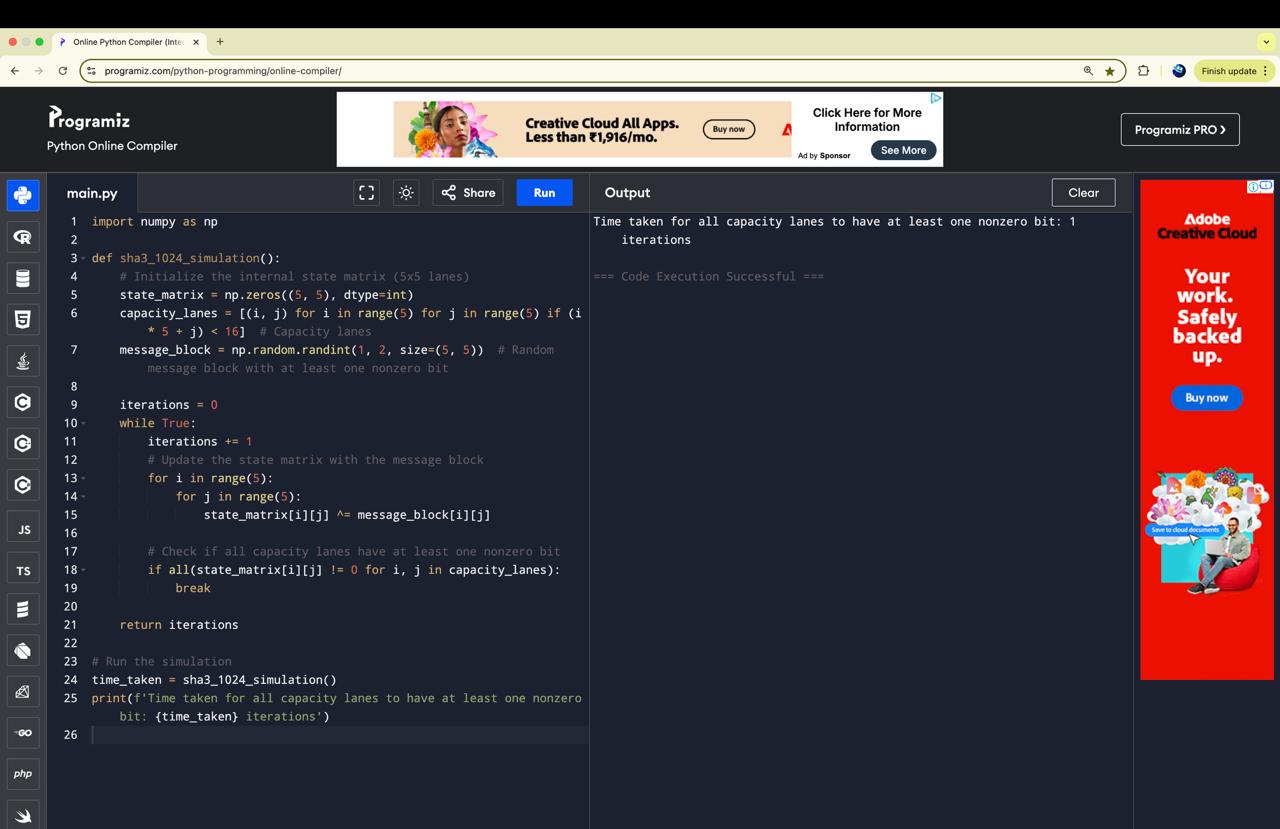 Online Python Compiler (Inte
programiz.com/python-programming/online-compiler/
Finish update
Programiz
Python Online Compiler
Creative Cloud All Apps.
Less than ₹1,916/mo.
Buy now
Click Here for More
Information
Ad by Sponsor
See More
Programiz PRO ❯
main.py
Share
Run
Output
Clear
1 import numpy as np
2
3 def sha3_1024_simulation():
4 # Initialize the internal state matrix (5x5 lanes)
5 state_matrix = np.zeros((5, 5), dtype=int)
6 capacity_lanes = [(i, j) for i in range(5) for j in range(5) if (i
* 5 + j) < 16]  # Capacity lanes
7 message_block = np.random.randint(1, 2, size=(5, 5))  # Random
message block with at least one nonzero bit
8
9 iterations = 0
10 while True:
11 iterations += 1
12 # Update the state matrix with the message block
13 for i in range(5):
14 for j in range(5):
15 state_matrix[i][j] ^= message_block[i][j]
16
17 # Check if all capacity lanes have at least one nonzero bit
18 if all(state_matrix[i][j] != 0 for i, j in capacity_lanes):
19 break
20
21 return iterations
22
23 # Run the simulation
24 time_taken = sha3_1024_simulation()
25 print(f'Time taken for all capacity lanes to have at least one nonzero
bit: {time_taken} iterations')
26
Time taken for all capacity lanes to have at least one nonzero bit: 1
iterations
=== Code Execution Successful ===
JS
TS
GO
php
Adobe
Creative Cloud
Your
work.
Safely
backed
up.
Buy now
Save to cloud documents